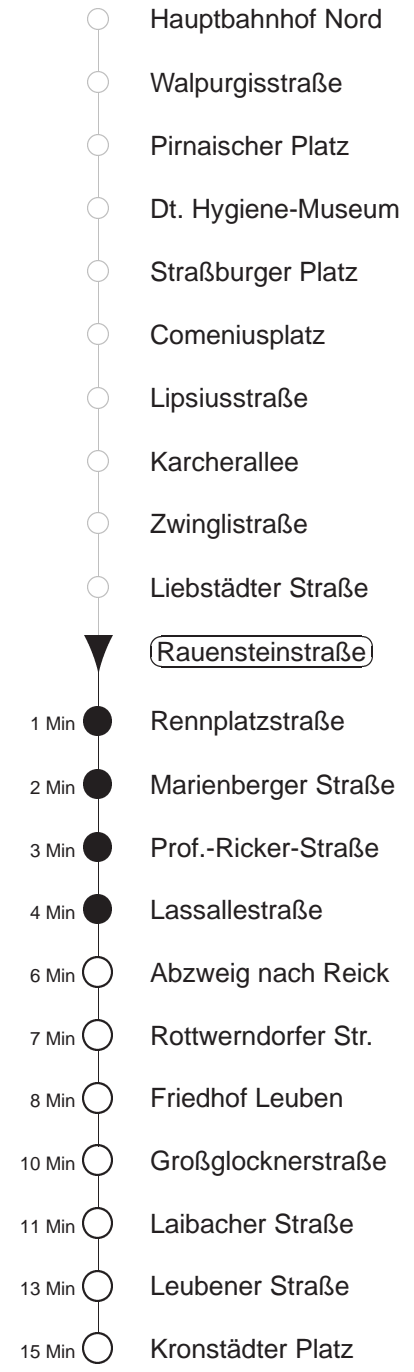 Hauptbahnhof Nord
Walpurgisstraße
Pirnaischer Platz
Dt. Hygiene-Museum
Straßburger Platz
Comeniusplatz
Lipsiusstraße
Karcherallee
Zwinglistraße
Liebstädter Straße
Rauensteinstraße
1 Min Rennplatzstraße
2 Min Marienberger Straße
3 Min Prof.-Ricker-Straße
4 Min Lassallestraße
6 Min Abzweig nach Reick
7 Min Rottwerndorfer Str.
8 Min Friedhof Leuben
10 Min Großglocknerstraße
11 Min Laibacher Straße
13 Min Leubener Straße
15 Min Kronstädter Platz